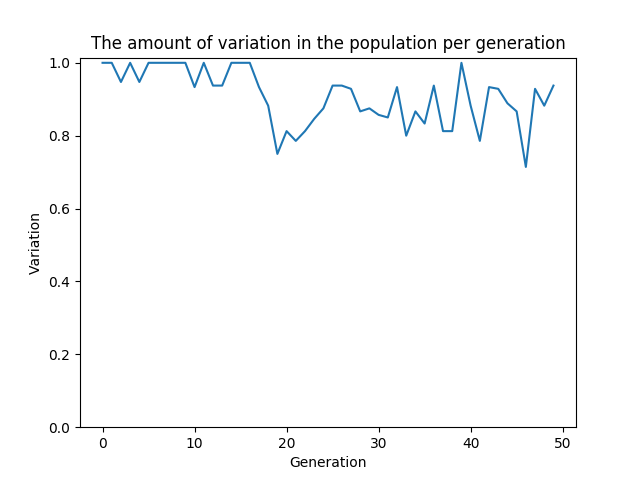 The amount of variation in the population per generation
1.0
0.8
0.6
0.4
0.2
0.0
Variation
0 10 20 30 40 50
Generation